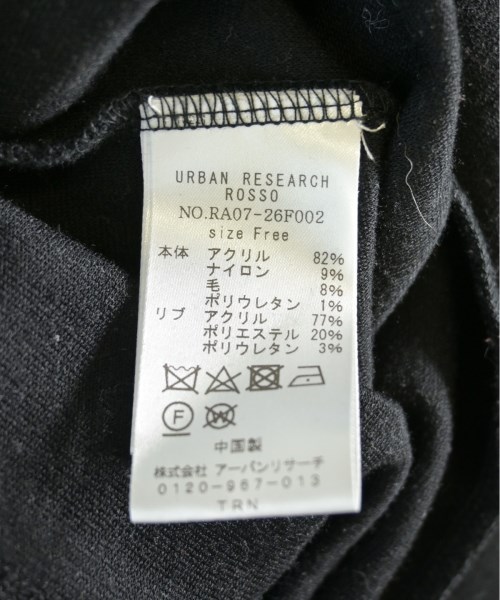 URBAN RESEARCH
ROSSO
NO.RA07-26F002
size Free
本体 アクリル 82%
ナイロン 9%
毛 8%
ポリウレタン 1%
リブ アクリル 77%
ポリエステル 20%
ポリウレタン 3%
F W
中国製
株式会社 アーバンリサーチ
0120-967-013
TRN